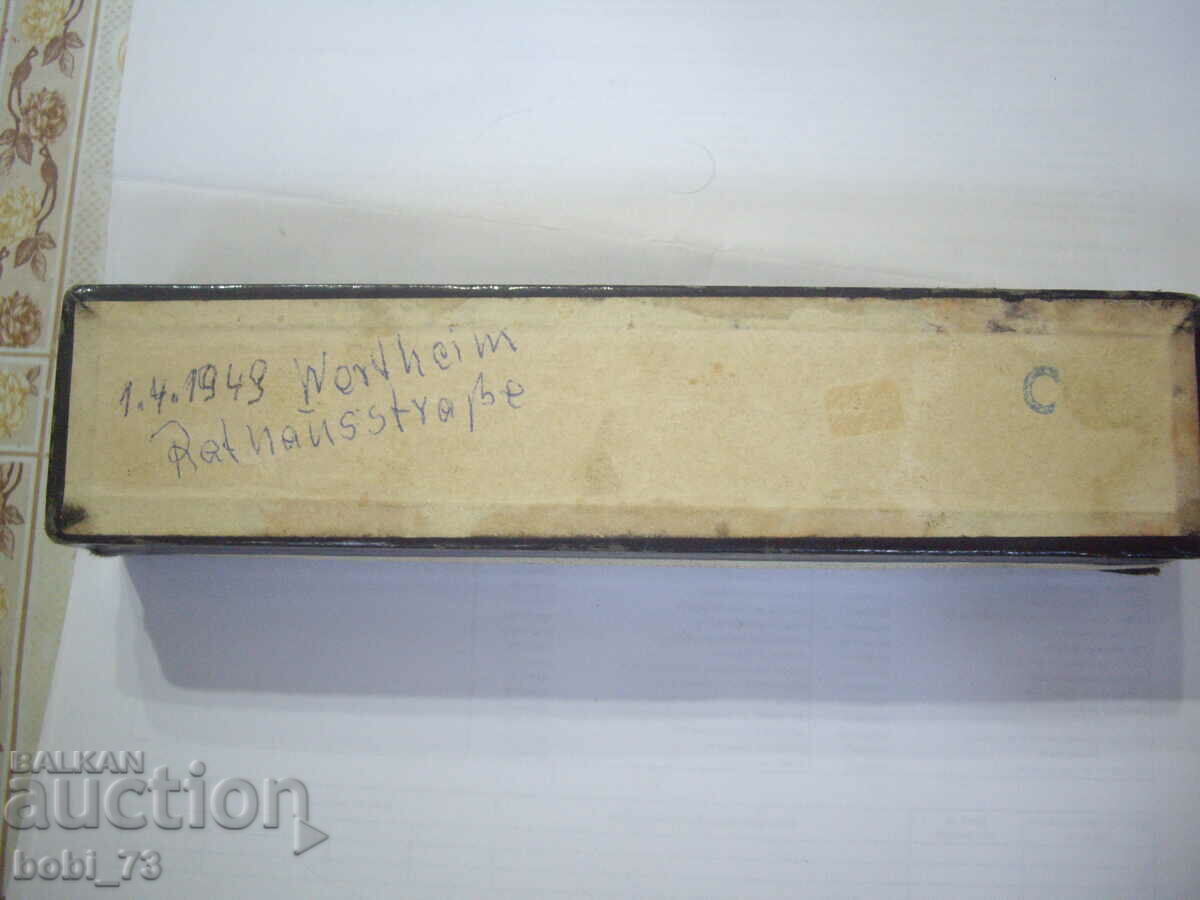 1.4.1949 Wertheim
Rathausstraße
C
BALKAN
auction
bobi_73